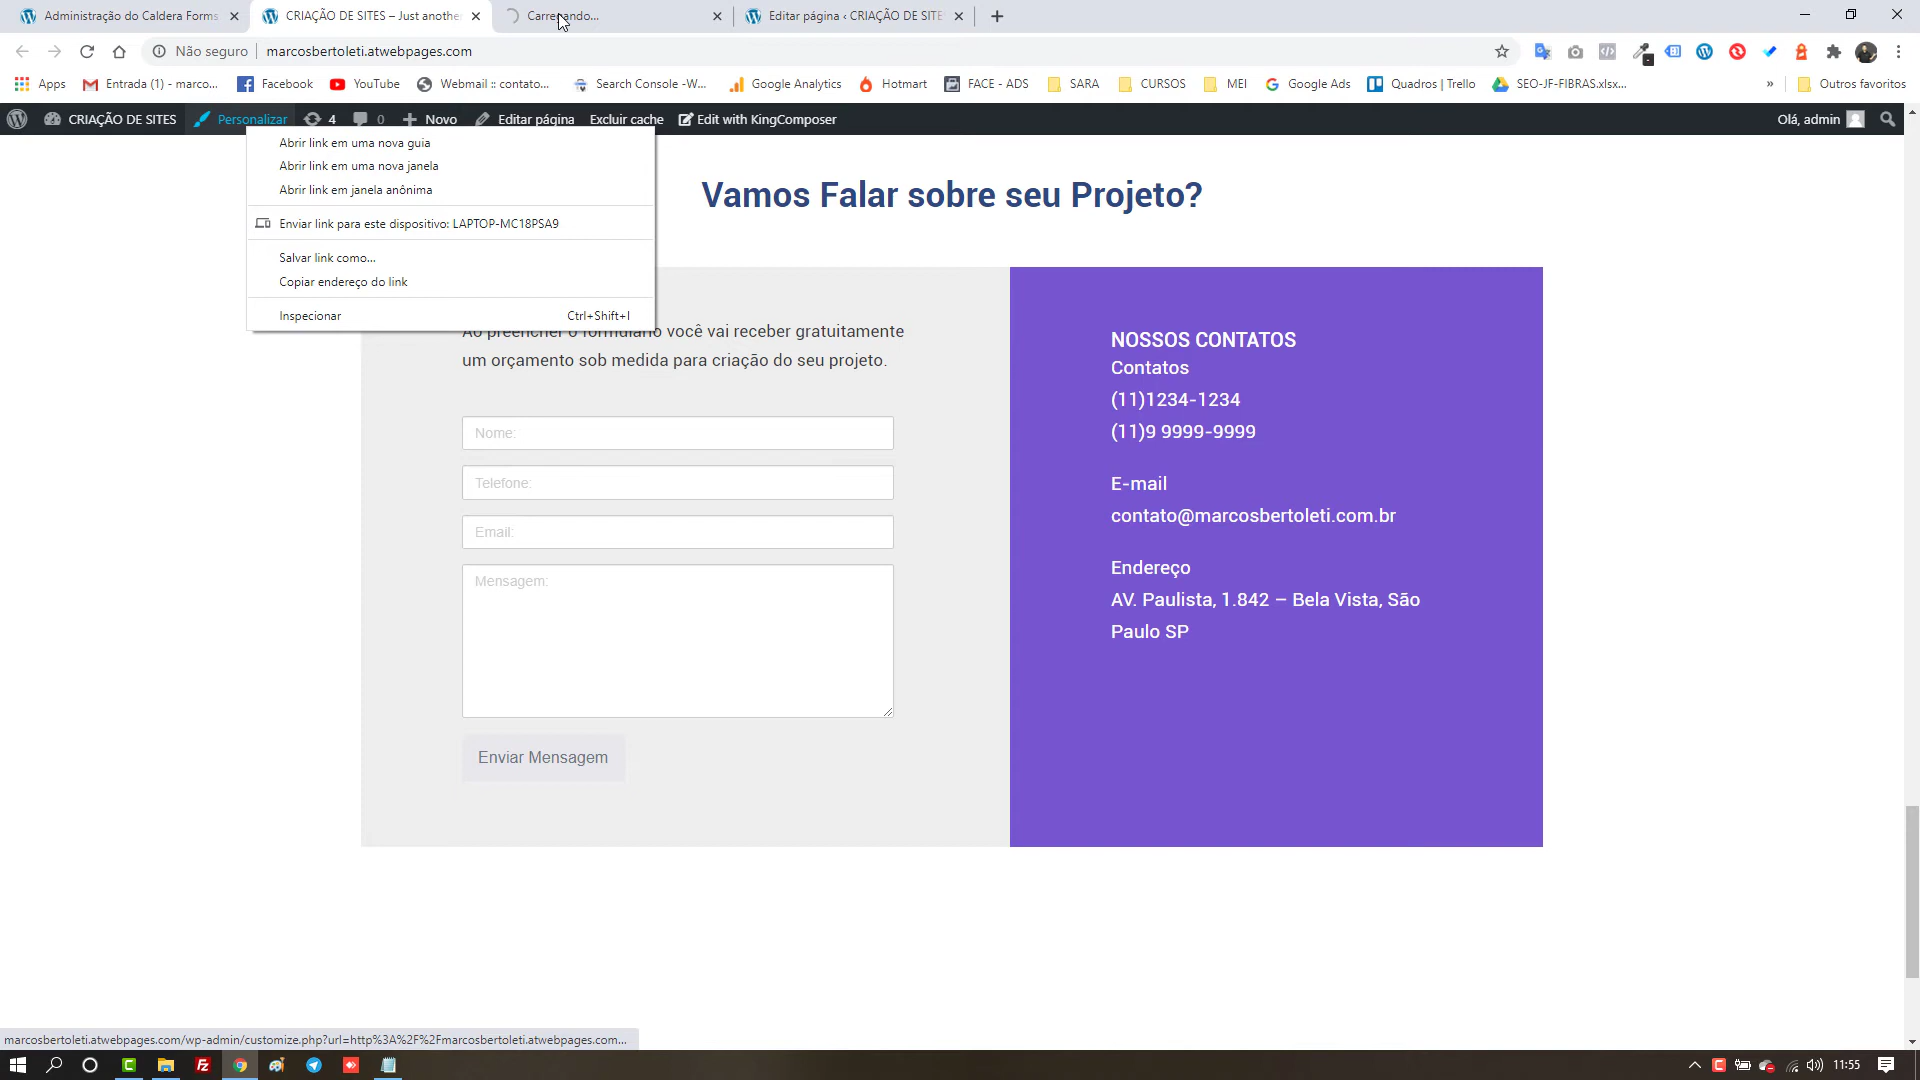 Administração do Caldera Forms
CRIAÇÃO DE SITES – Just anothe
Carregando...
Editar página ‹ CRIAÇÃO DE SITE
Não seguro
marcosbertoleti.atwebpages.com
Apps
Entrada (1) - marco...
Facebook
YouTube
Webmail :: contato...
Search Console -W...
Google Analytics
Hotmart
FACE - ADS
SARA
CURSOS
MEI
Google Ads
Quadros | Trello
SEO-JF-FIBRAS.xlsx...
»
Outros favoritos
CRIAÇÃO DE SITES
Personalizar
4
0
Novo
Editar página
Excluir cache
Edit with KingComposer
Olá, admin
Abrir link em uma nova guia
Abrir link em uma nova janela
Abrir link em janela anônima
Enviar link para este dispositivo: LAPTOP-MC18PSA9
Salvar link como...
Copiar endereço do link
Inspecionar
Ctrl+Shift+I
Vamos Falar sobre seu Projeto?
Ao preencher o formulário você vai receber gratuitamente
um orçamento sob medida para criação do seu projeto.
Nome:
Telefone:
Email:
Mensagem:
Enviar Mensagem
NOSSOS CONTATOS
Contatos
(11)1234-1234
(11)9 9999-9999
E-mail
contato@marcosbertoleti.com.br
Endereço
AV. Paulista, 1.842 – Bela Vista, São
Paulo SP
marcosbertoleti.atwebpages.com/wp-admin/customize.php?url=http%3A%2F%2Fmarcosbertoleti.atwebpages.com...
11:55